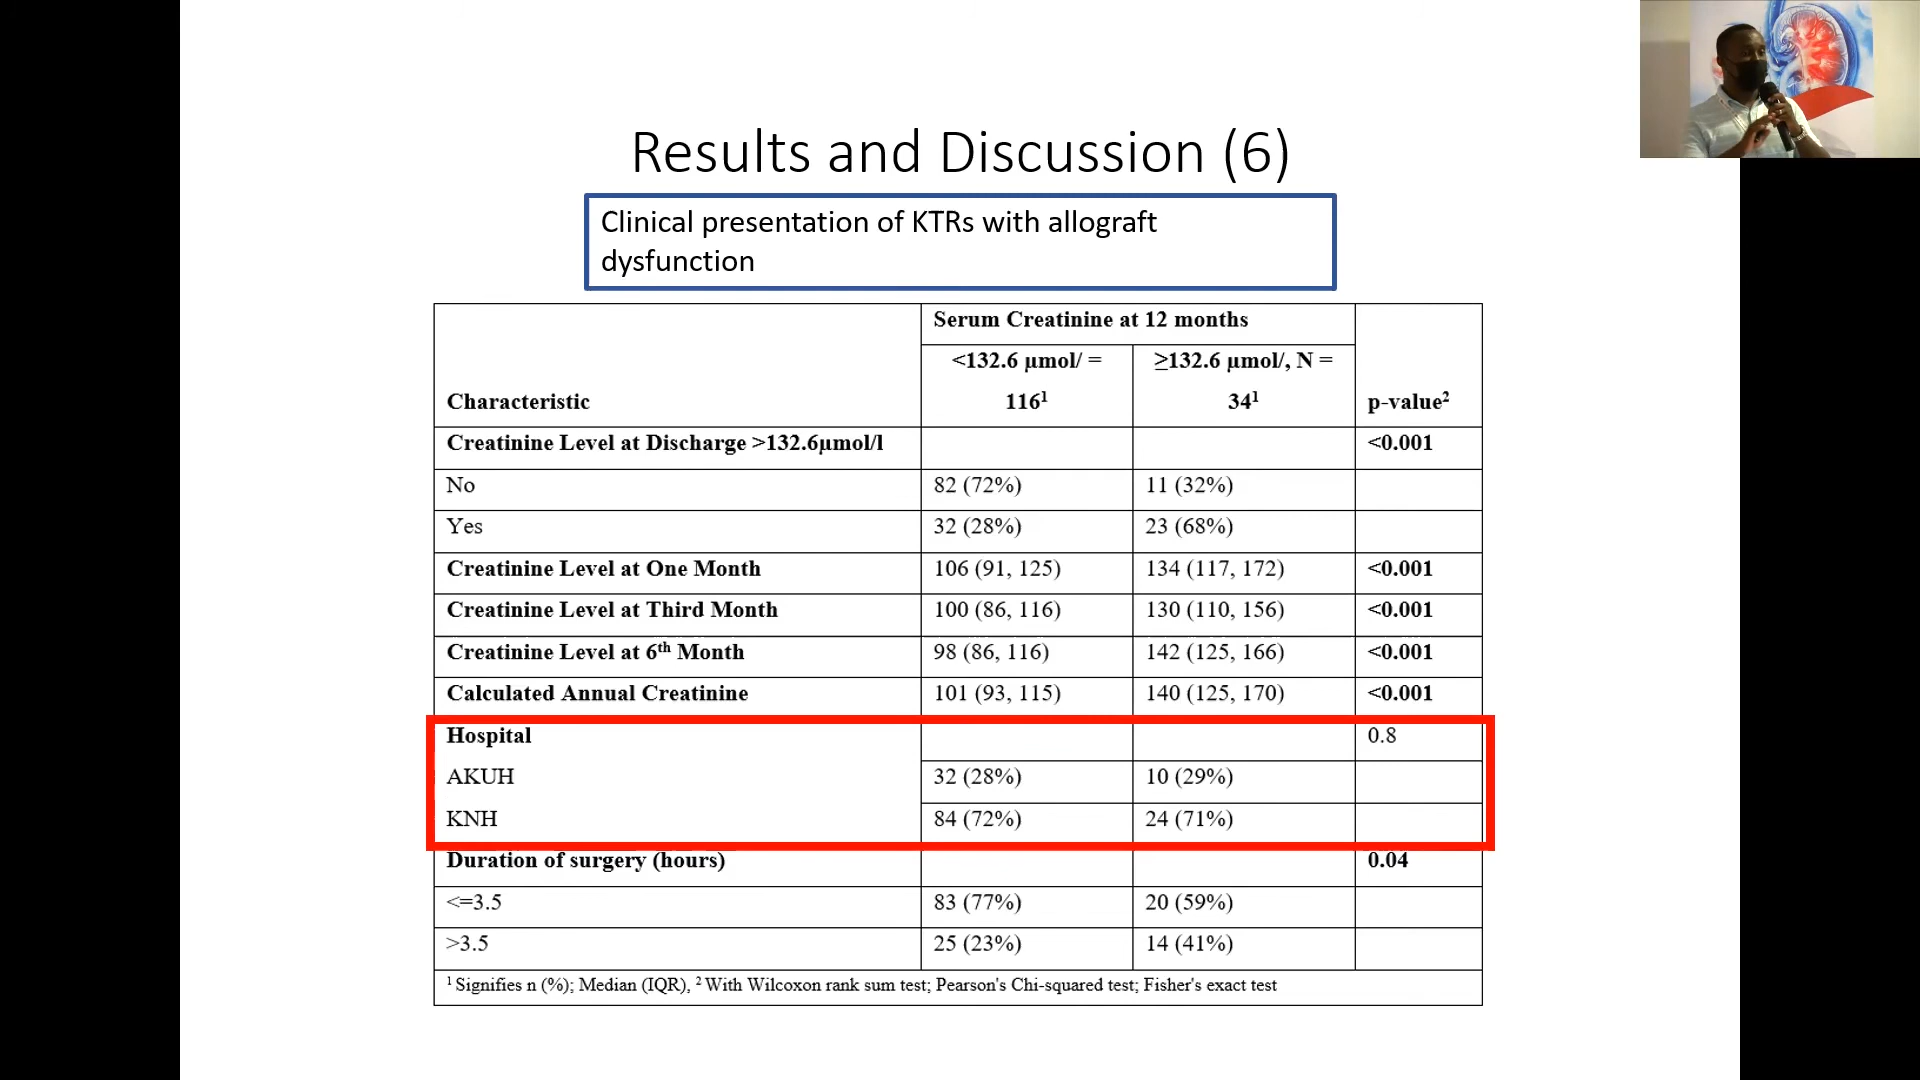 Results and Discussion (6)
Clinical presentation of KTRs with allograft
dysfunction
Serum Creatinine at 12 months
<132.6 μmol/ = ≥132.6 μmol/, N =
Characteristic 116¹ 34¹ p-value²
Creatinine Level at Discharge >132.6μmol/l <0.001
No 82 (72%) 11 (32%)
Yes 32 (28%) 23 (68%)
Creatinine Level at One Month 106 (91, 125) 134 (117, 172) <0.001
Creatinine Level at Third Month 100 (86, 116) 130 (110, 156) <0.001
Creatinine Level at 6th Month 98 (86, 116) 142 (125, 166) <0.001
Calculated Annual Creatinine 101 (93, 115) 140 (125, 170) <0.001
Hospital 0.8
AKUH 32 (28%) 10 (29%)
KNH 84 (72%) 24 (71%)
Duration of surgery (hours) 0.04
<=3.5 83 (77%) 20 (59%)
>3.5 25 (23%) 14 (41%)
¹ Signifies n (%); Median (IQR), ² With Wilcoxon rank sum test; Pearson's Chi-squared test; Fisher's exact test